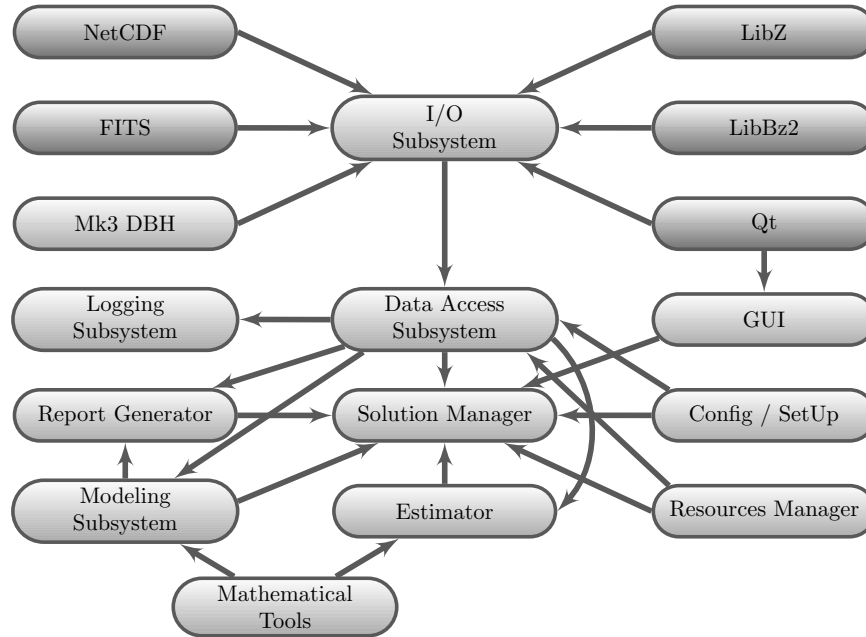 NetCDF
LibZ
I/O
Subsystem
FITS
LibBz2
Mk3 DBH
Qt
Logging
Subsystem
Data Access
Subsystem
GUI
Report Generator
Solution Manager
Config / SetUp
Modeling
Subsystem
Estimator
Resources Manager
Mathematical
Tools